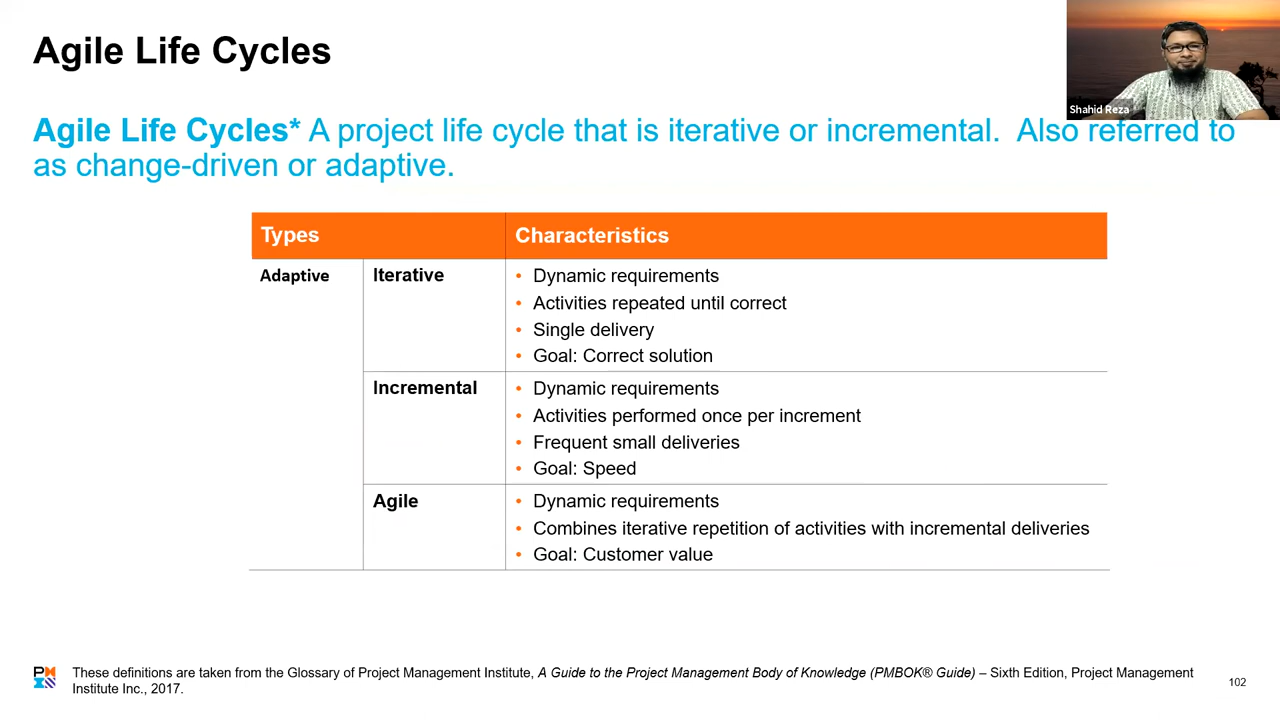 Agile Life Cycles
Shahid Reza
Agile Life Cycles* A project life cycle that is iterative or incremental.  Also referred to
as change-driven or adaptive.
Types
Characteristics
Adaptive
Iterative
• Dynamic requirements
• Activities repeated until correct
• Single delivery
• Goal: Correct solution
Incremental
• Dynamic requirements
• Activities performed once per increment
• Frequent small deliveries
• Goal: Speed
Agile
• Dynamic requirements
• Combines iterative repetition of activities with incremental deliveries
• Goal: Customer value
PMI
These definitions are taken from the Glossary of Project Management Institute, A Guide to the Project Management Body of Knowledge (PMBOK® Guide) – Sixth Edition, Project Management
Institute Inc., 2017.
102